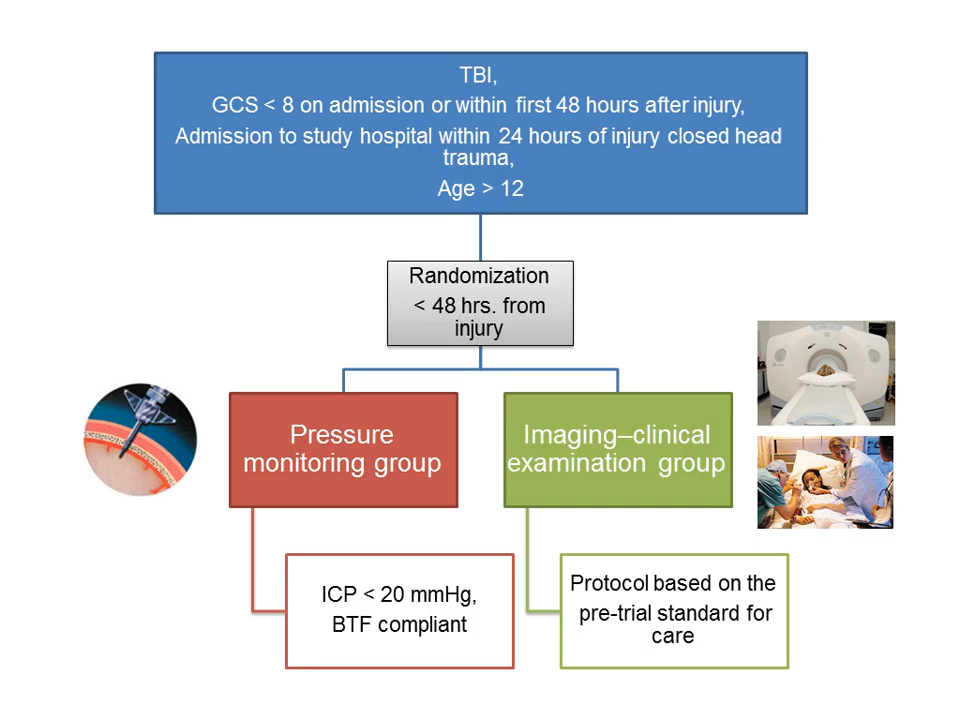 TBI,
GCS < 8 on admission or within first 48 hours after injury,
Admission to study hospital within 24 hours of injury closed head
trauma,
Age > 12
Randomization
< 48 hrs. from
injury
Pressure
monitoring group
Imaging–clinical
examination group
ICP < 20 mmHg,
BTF compliant
Protocol based on the
pre-trial standard for
care